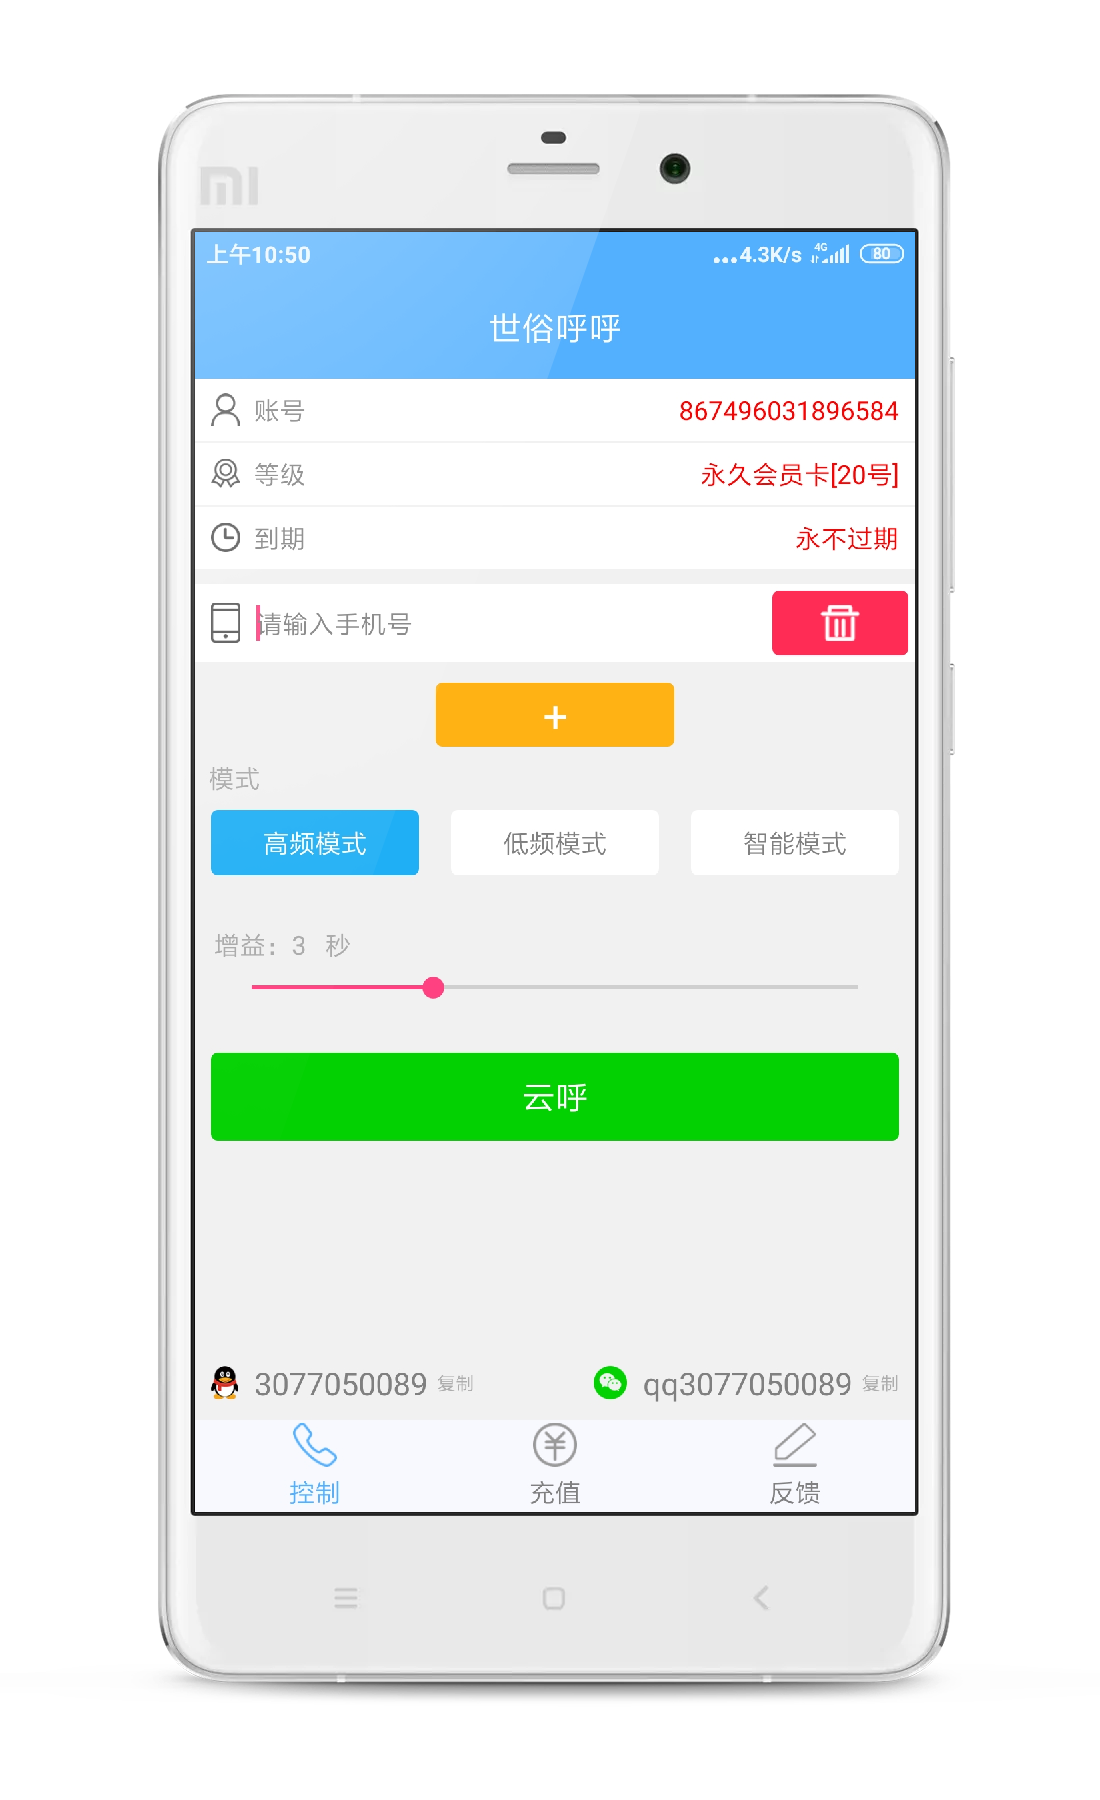 mi
上午10:50
...4.3K/s 4G 80
世俗呼呼
账号 867496031896584
等级 永久会员卡[20号]
到期 永不过期
请输入手机号
+
模式
高频模式 低频模式 智能模式
增益：3 秒
云呼
3077050089 复制 qq3077050089 复制
控制 充值 反馈